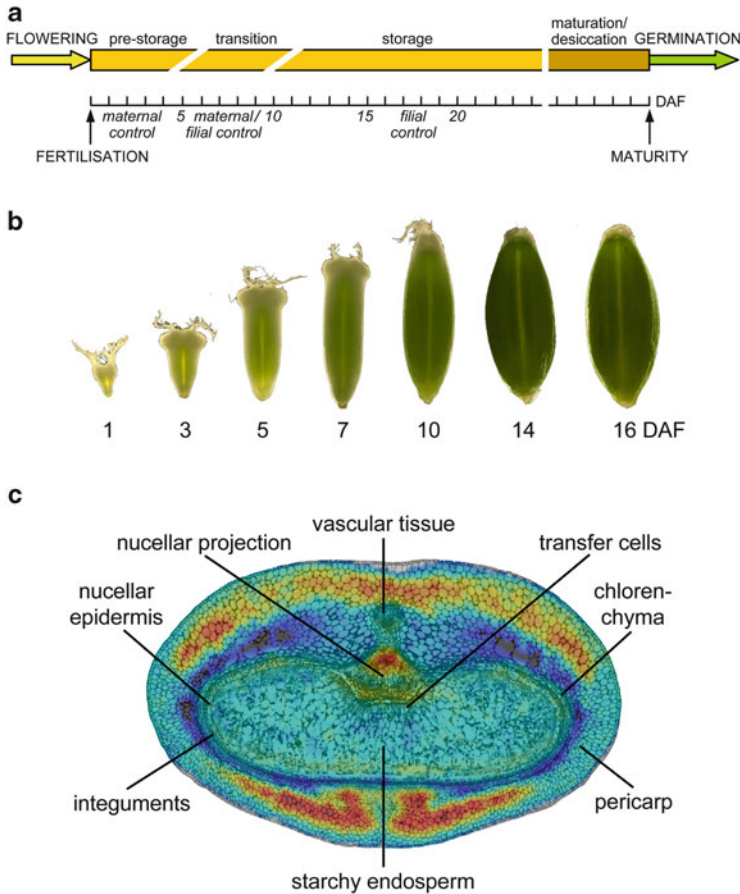 a
FLOWERING pre-storage transition storage maturation/ desiccation GERMINATION
maternal control 5 maternal/ filial control 10 15 filial control 20 DAF
FERTILISATION MATURITY
b
1 3 5 7 10 14 16 DAF
c
vascular tissue
nucellar projection transfer cells
nucellar epidermis chloren-chyma
integuments pericarp
starchy endosperm